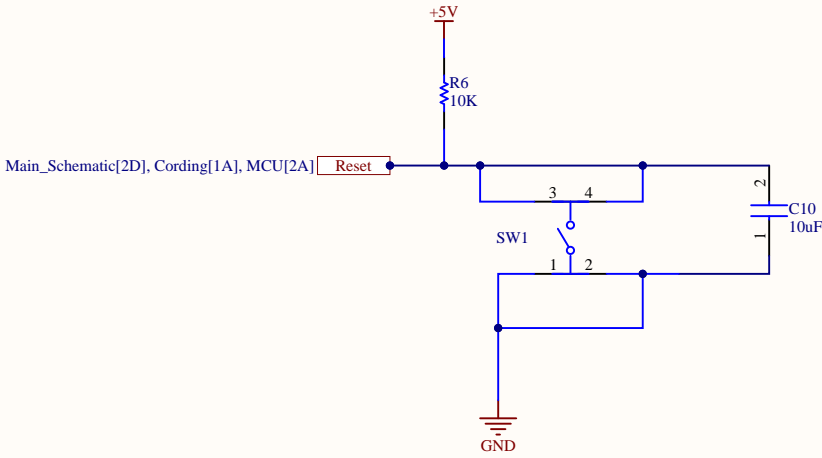 +5V
R6
10K
Main_Schematic[2D], Cording[1A], MCU[2A] Reset
3 4
2
C10
10uF
SW1
1
1 2
GND